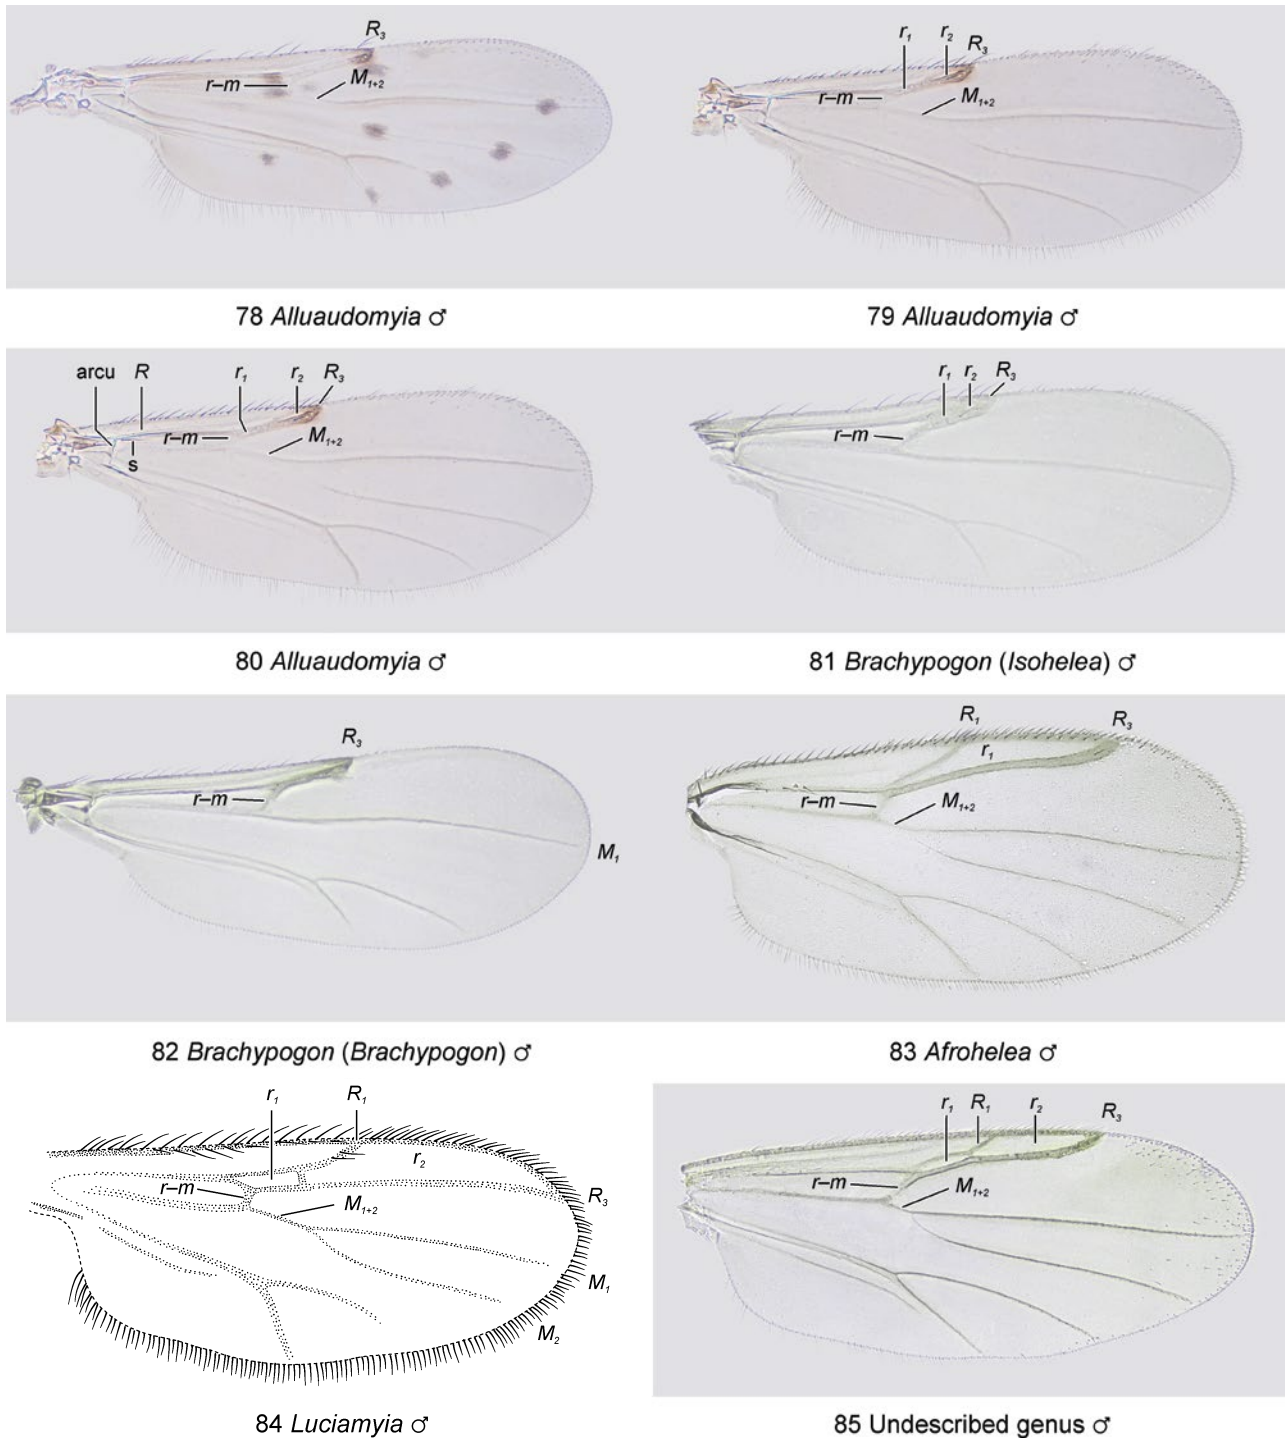 R₃
r–m
M₁₊₂
r₁ r₂ R₃
r–m
M₁₊₂
78 Alluaudomyia ♂
79 Alluaudomyia ♂
arcu R r₁ r₂ R₃
r–m
M₁₊₂
s
r₁ r₂ R₃
r–m
80 Alluaudomyia ♂
81 Brachypogon (Isohelea) ♂
R₃
r–m
M₁
R₁ R₃
r₁
r–m
M₁₊₂
82 Brachypogon (Brachypogon) ♂
83 Afrohelea ♂
r₁ R₁
r₂
r–m
R₃
M₁₊₂
M₁
M₂
r₁ R₁ r₂ R₃
r–m
M₁₊₂
84 Luciamyia ♂
85 Undescribed genus ♂